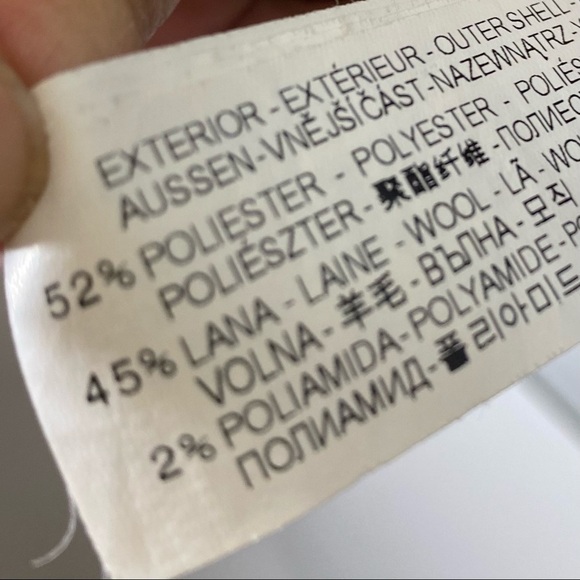 EXTERIOR - EXTÉRIEUR - OUTER SHELL -
AUSSEN - VNĚJŠÍ ČÁST - NAZEWNATRZ -
52% POLIESTER - POLYESTER - POLIÉS
POLIÉSZTER - 聚酯纤维 - ПОЛИЕС
45% LANA - LAINE - WOOL - LÃ - WO
VOLNA - 羊毛 - ВЪЛНА - 모직
2% POLIAMIDA - POLYAMIDE - PO
ПОЛИАМИД - 폴리아미드